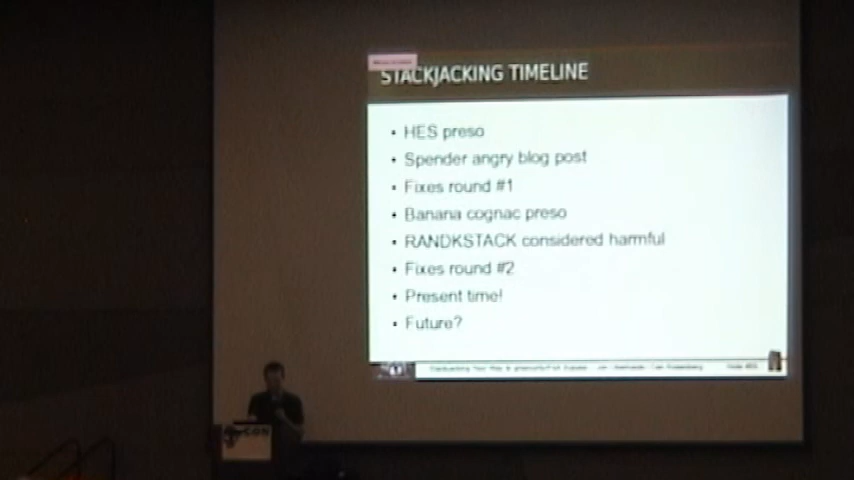 STACKJACKING TIMELINE
• HES preso
• Spender angry blog post
• Fixes round #1
• Banana cognac preso
• RANDKSTACK considered harmful
• Fixes round #2
• Present time!
• Future?